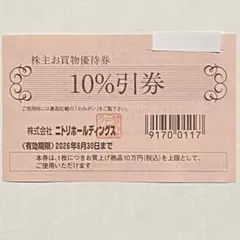 株主お買物優待券
10%引券
ご使用時には裏面記載の「おねがい」をご覧下さい。
株式会社 ニトリホールディングス
〈有効期限〉2026年6月30日まで
9170 0117
本券は、1枚につきお買上げ商品10万円(税込)を上限として、
ご使用いただけます